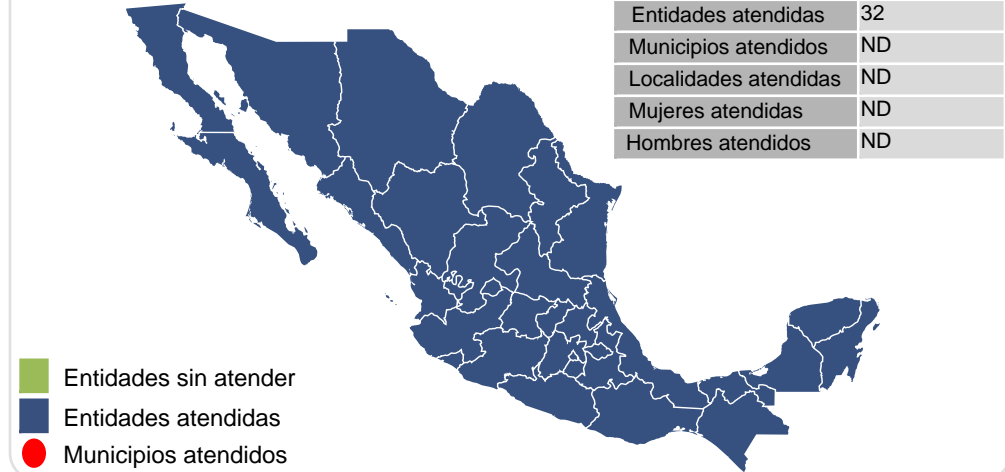 Entidades atendidas 32
Municipios atendidos ND
Localidades atendidas ND
Mujeres atendidas ND
Hombres atendidos ND
Entidades sin atender
Entidades atendidas
Municipios atendidos